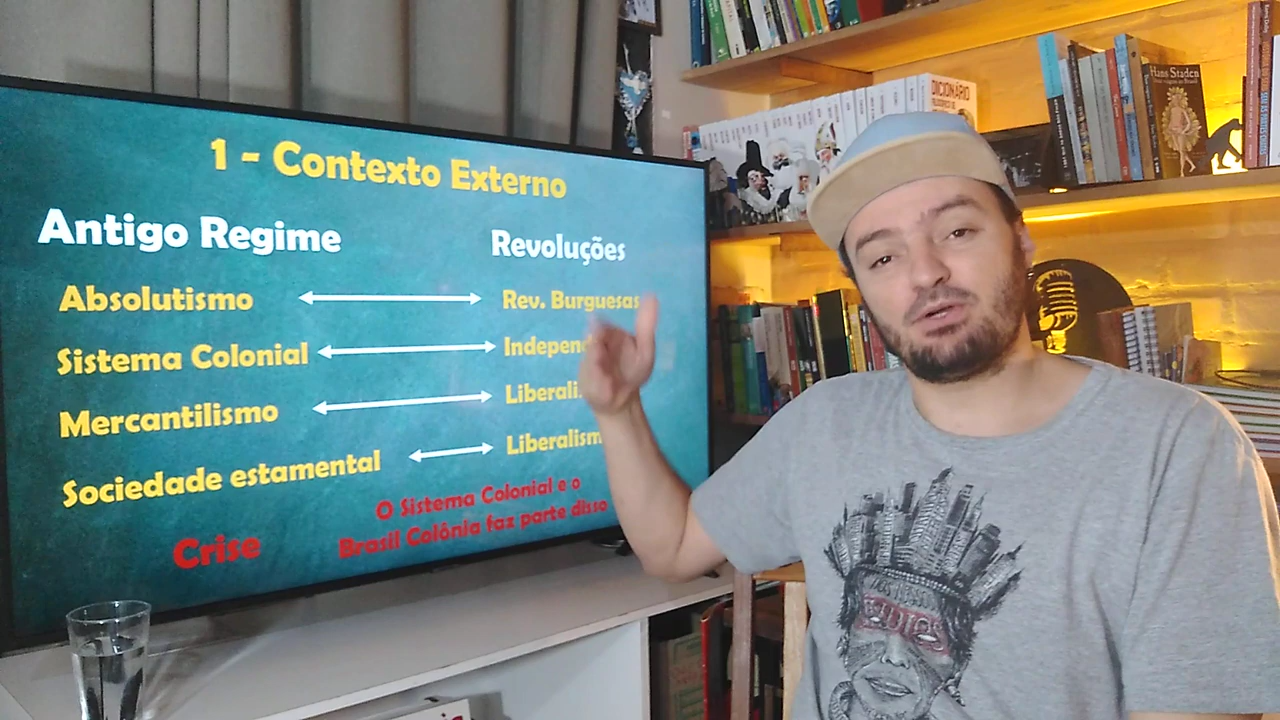 1 - Contexto Externo
Antigo Regime
Revoluções
Absolutismo
Rev. Burguesas
Sistema Colonial
Mercantilismo
Sociedade estamental
O Sistema Colonial e o
Brasil Colônia faz parte disso
Crise
DICIONÁRIO
Hans Staden